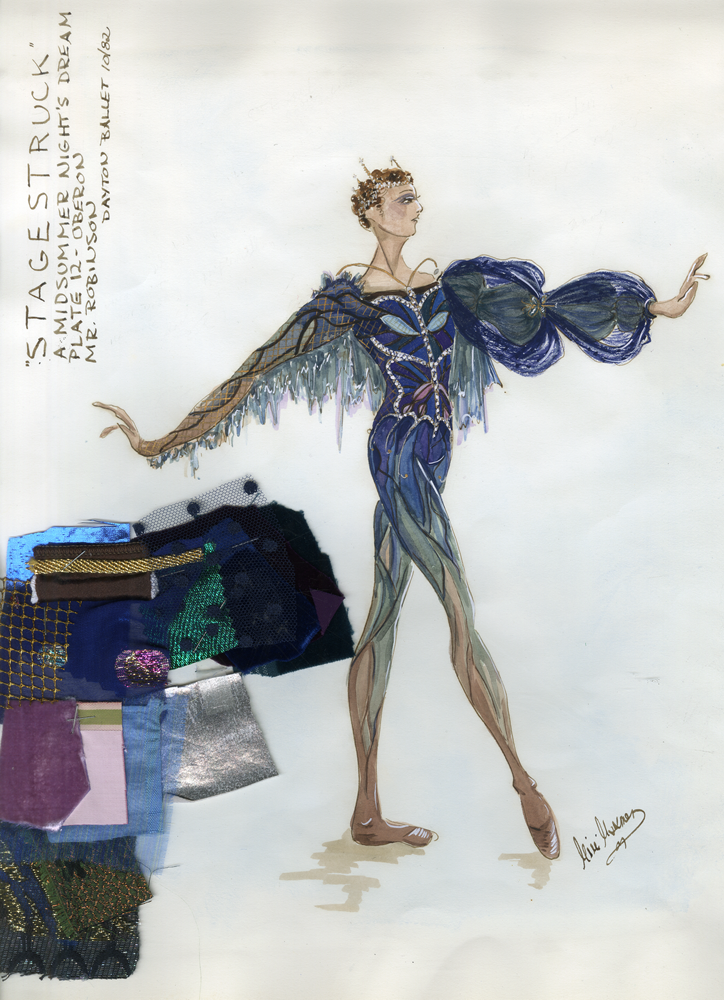 "STAGESTRUCK"
A MIDSUMMER NIGHT'S DREAM
PLATE 12 - OBERON
MR. ROBINSON
DAYTON BALLET 10/82